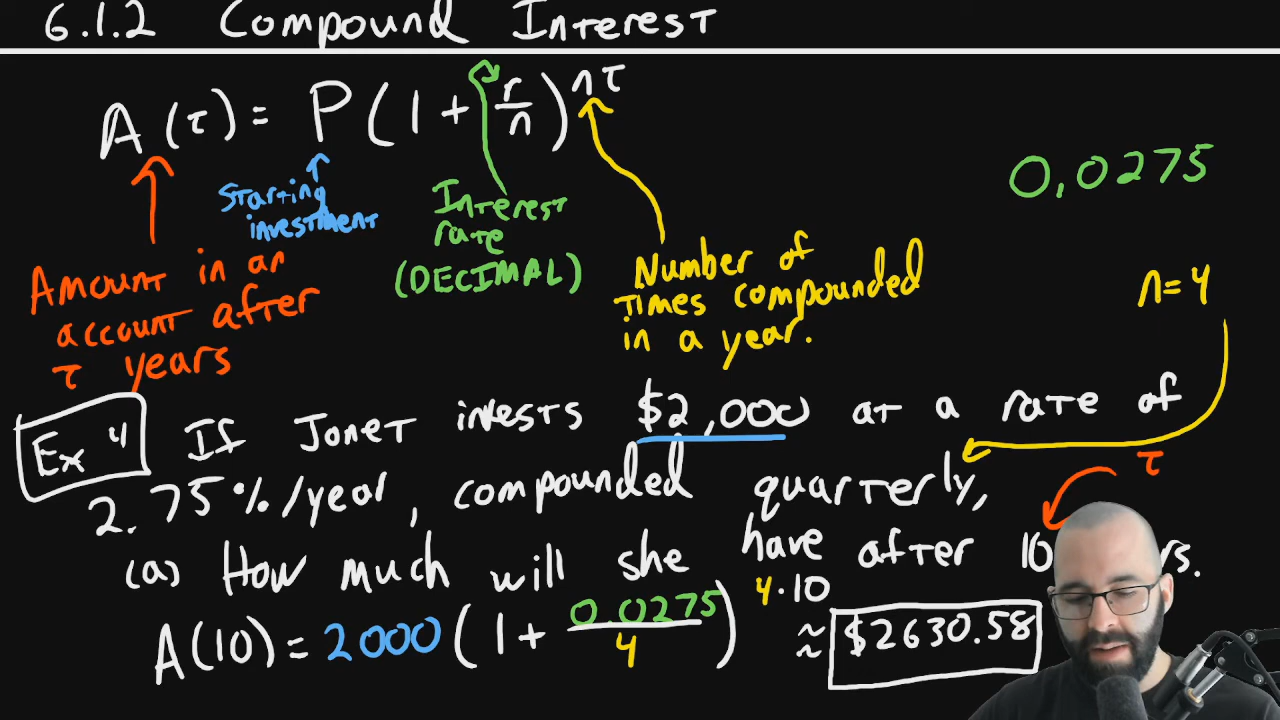 6.1.2 Compound Interest
A(t) = P(1 + r/n)^nt
0.0275
Starting
investment
Interest
rate
(DECIMAL)
Number of
times compounded
in a year.
Amount in an
account after
t years
n=4
Ex 4 If Jonet invests $2,000 at a rate of
t
2.75%/year, compounded quarterly,
(a) How much will she have after 10 rs.
A(10) = 2000(1 + 0.0275/4)^4·10 ≈ $2630.58